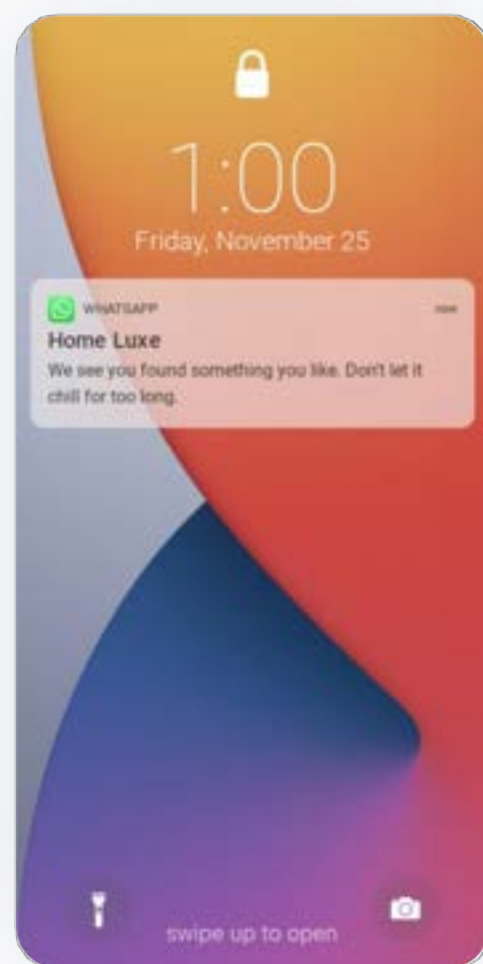 1:00
Friday, November 25
WHATSAPP now
Home Luxe
We see you found something you like. Don't let it
chill for too long.
swipe up to open